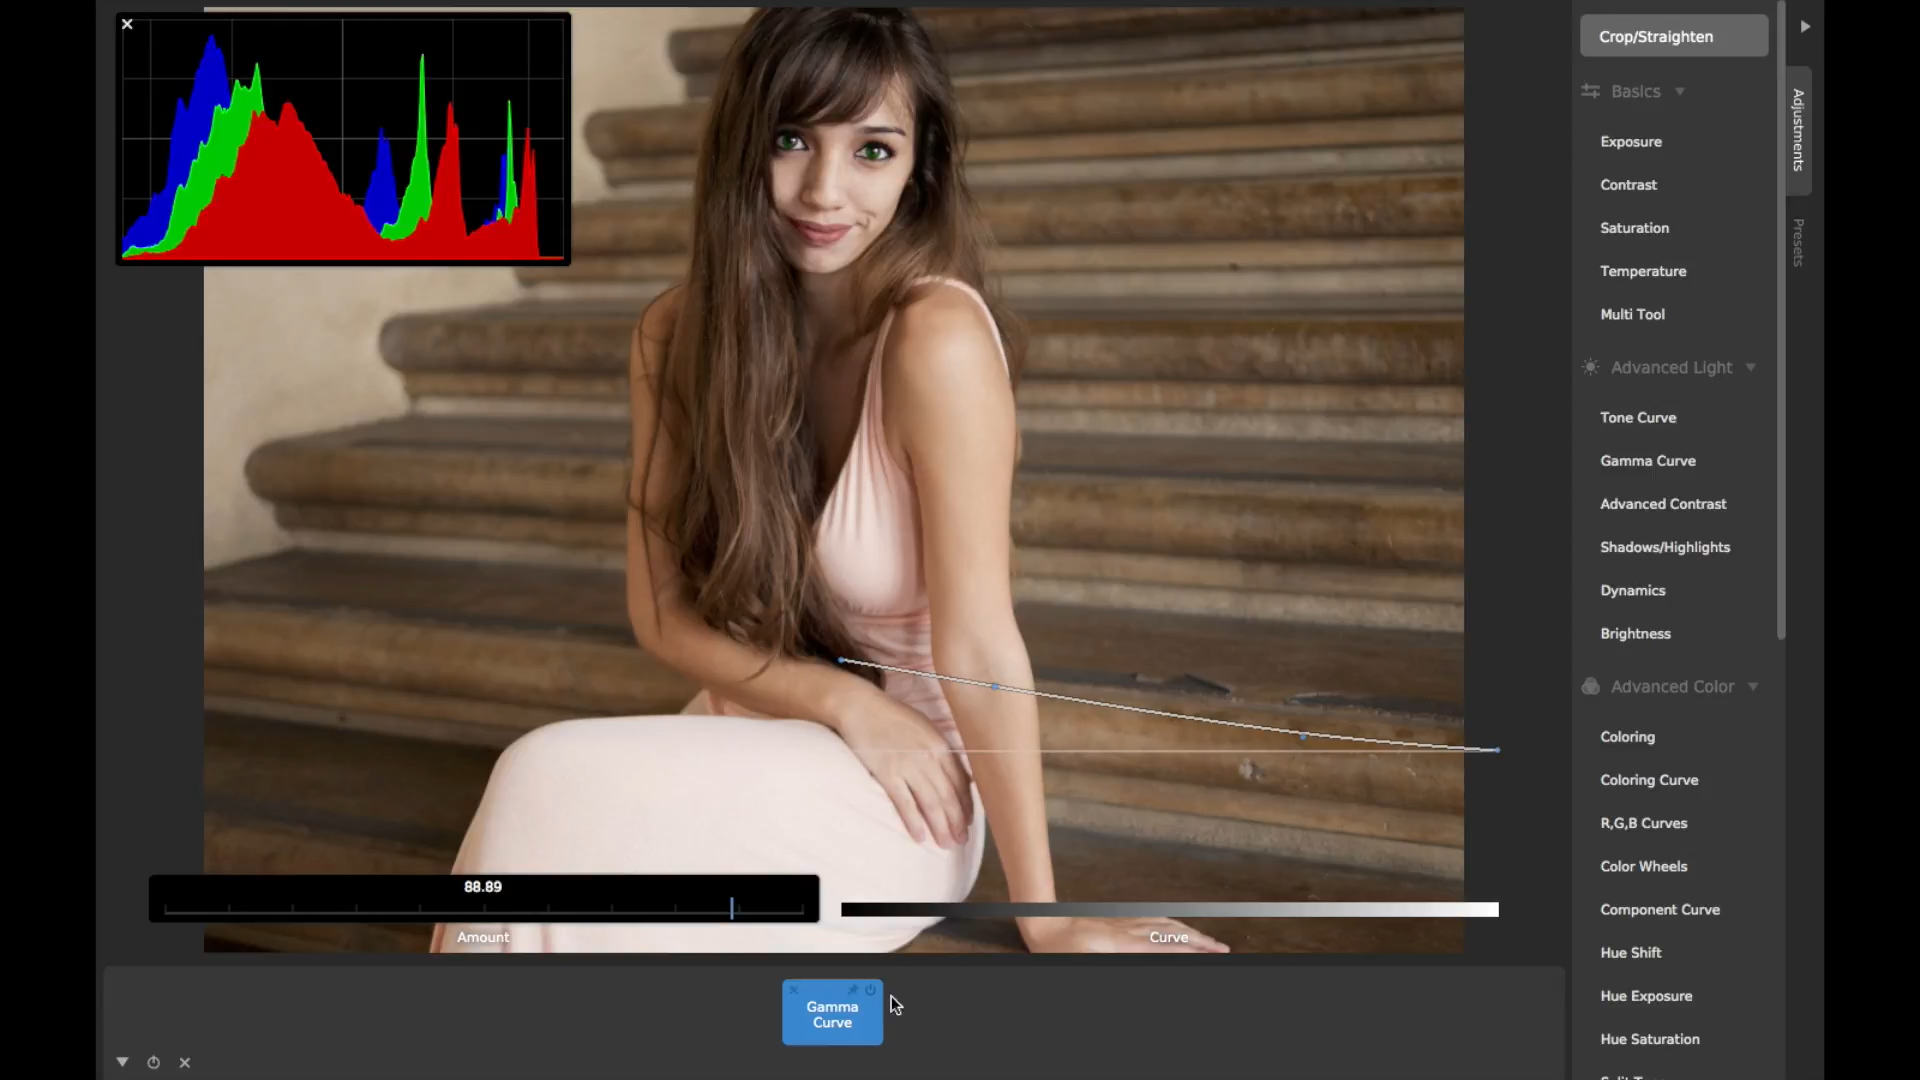 Crop/Straighten
Basics
Exposure
Contrast
Saturation
Temperature
Multi Tool
Advanced Light
Tone Curve
Gamma Curve
Advanced Contrast
Shadows/Highlights
Dynamics
Brightness
Advanced Color
Coloring
Coloring Curve
R,G,B Curves
Color Wheels
Component Curve
Hue Shift
Hue Exposure
Hue Saturation
Adjustments
Presets
88.89
Amount
Curve
Gamma
Curve